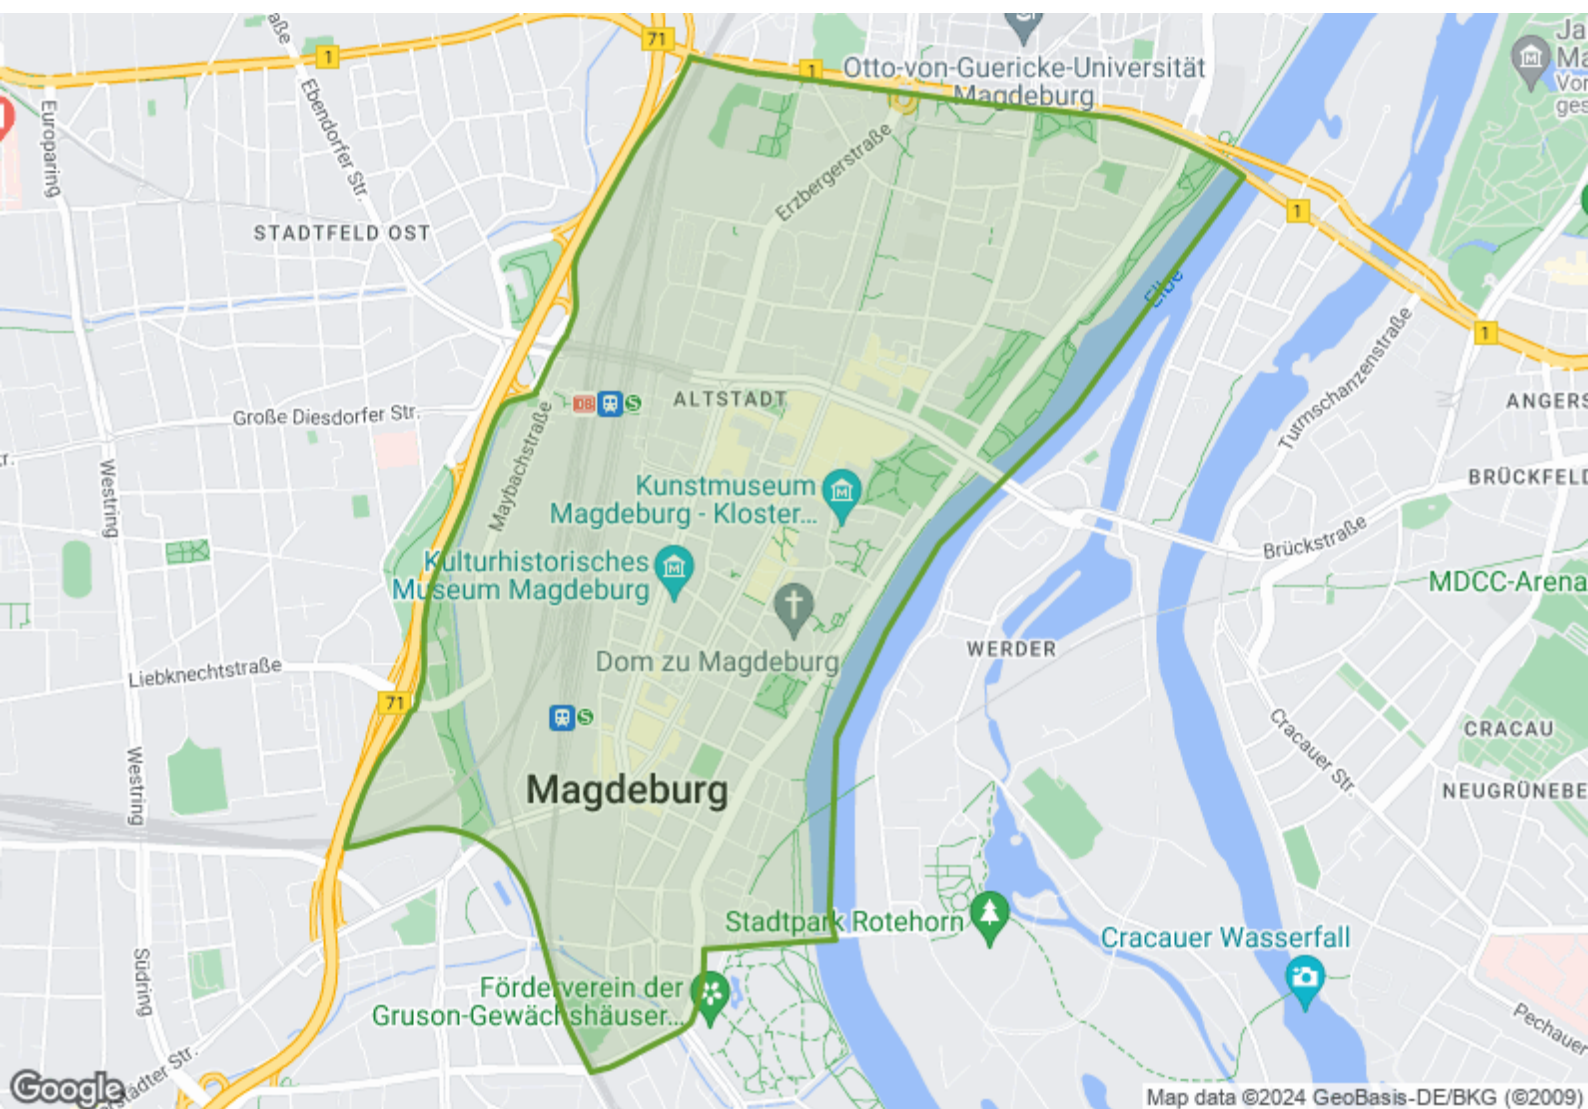 71
1
1
Otto-von-Guericke-Universität
Magdeburg
Europaring
Ebendorfer Str.
Erzbergerstraße
STADTFELD OST
1
Elbe
1
Turmschanzenstraße
ALTSTADT
DB
S
Große Diesdorfer Str.
Maybachstraße
Westring
ANGERS
BRÜCKFELD
Kunstmuseum
Magdeburg - Kloster...
Brückstraße
Kulturhistorisches
Museum Magdeburg
MDCC-Arena
WERDER
Dom zu Magdeburg
Liebknechtstraße
71
S
Cracauer Str.
CRACAU
Westring
Magdeburg
NEUGRÜNEBE
Stadtpark Rotehorn
Cracauer Wasserfall
Südring
Förderverein der
Gruson-Gewächshäuser...
Pechauer
Google
Map data ©2024 GeoBasis-DE/BKG (©2009)